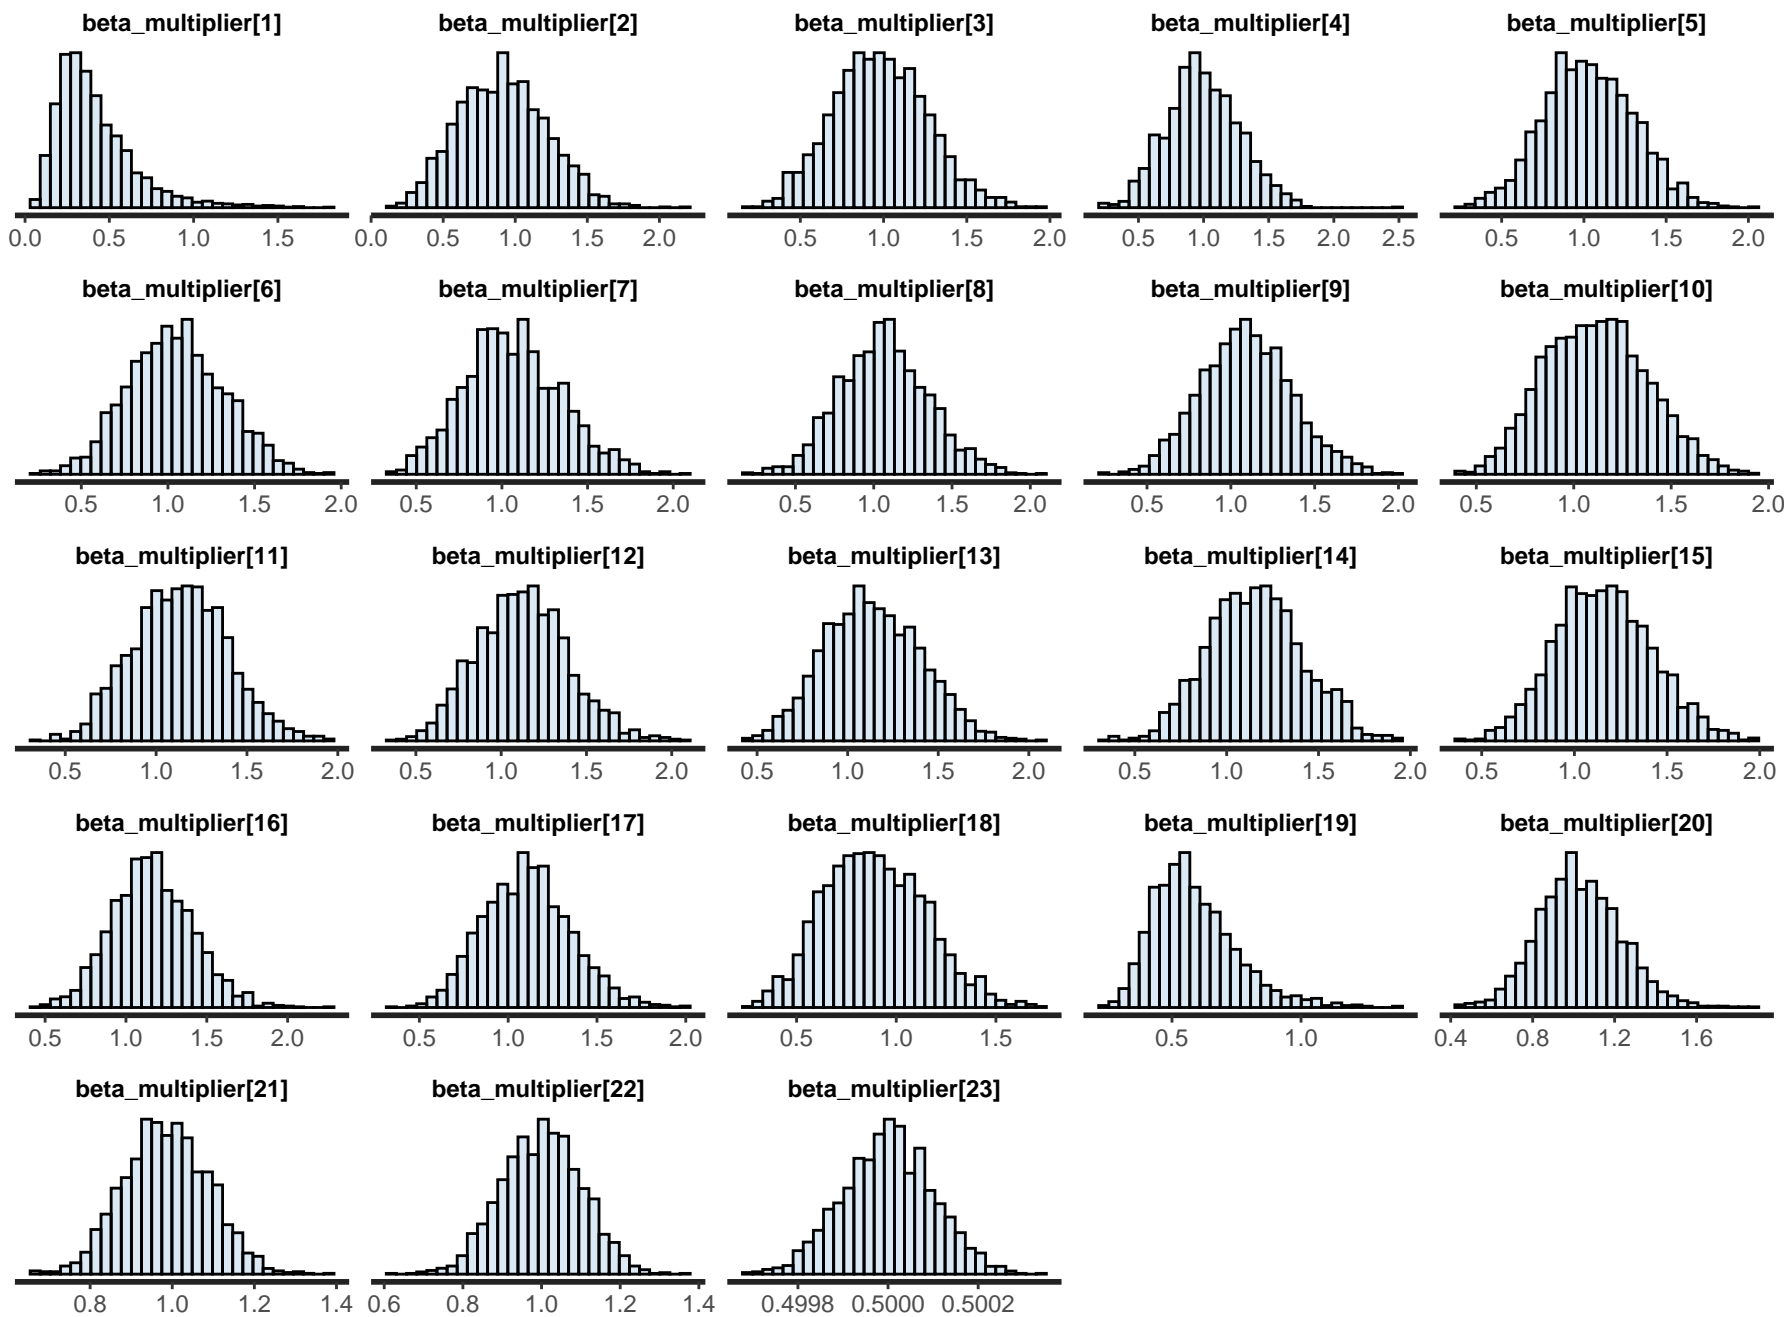 beta_multiplier[1] beta_multiplier[2] beta_multiplier[3] beta_multiplier[4] beta_multiplier[5]
0.0 0.5 1.0 1.5 0.0 0.5 1.0 1.5 2.0 0.5 1.0 1.5 2.0 0.5 1.0 1.5 2.0 2.5 0.5 1.0 1.5 2.0
beta_multiplier[6] beta_multiplier[7] beta_multiplier[8] beta_multiplier[9] beta_multiplier[10]
0.5 1.0 1.5 2.0 0.5 1.0 1.5 2.0 0.5 1.0 1.5 2.0 0.5 1.0 1.5 2.0 0.5 1.0 1.5 2.0
beta_multiplier[11] beta_multiplier[12] beta_multiplier[13] beta_multiplier[14] beta_multiplier[15]
0.5 1.0 1.5 2.0 0.5 1.0 1.5 2.0 0.5 1.0 1.5 2.0 0.5 1.0 1.5 2.0 0.5 1.0 1.5 2.0
beta_multiplier[16] beta_multiplier[17] beta_multiplier[18] beta_multiplier[19] beta_multiplier[20]
0.5 1.0 1.5 2.0 0.5 1.0 1.5 2.0 0.5 1.0 1.5 0.5 1.0 0.4 0.8 1.2 1.6
beta_multiplier[21] beta_multiplier[22] beta_multiplier[23]
0.8 1.0 1.2 1.4 0.6 0.8 1.0 1.2 1.4 0.4998 0.5000 0.5002